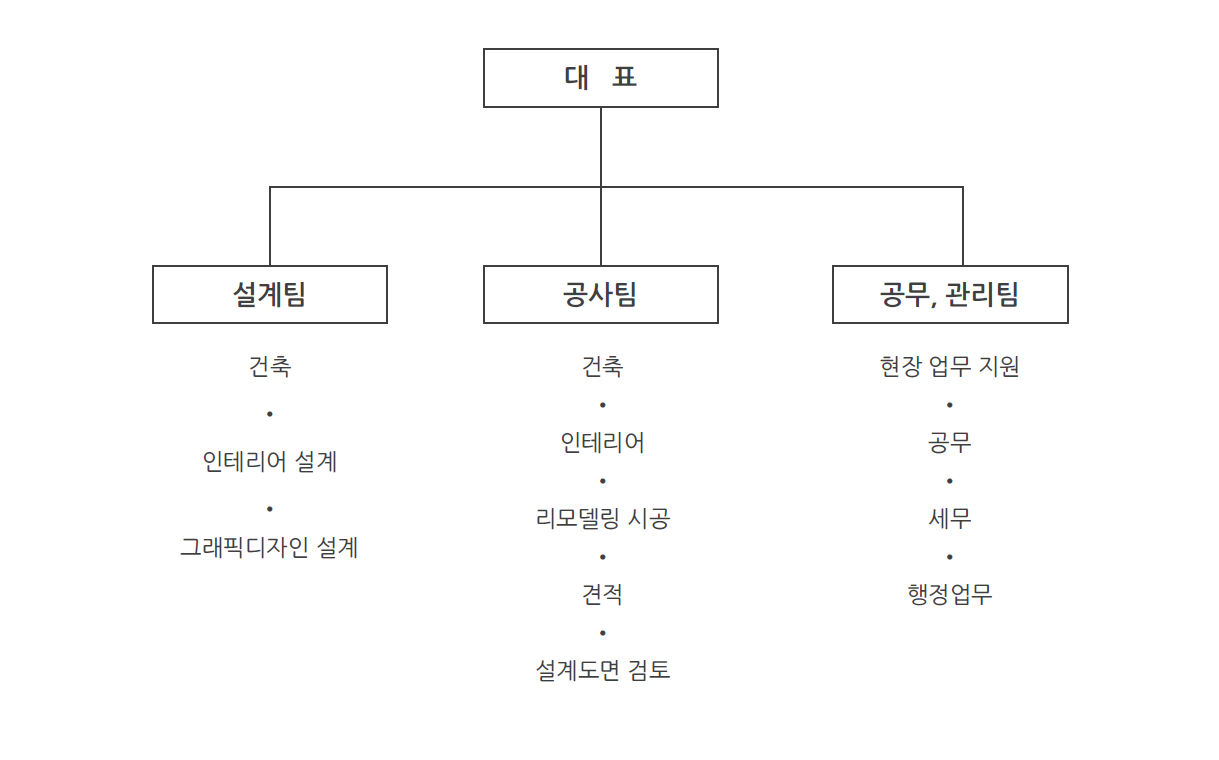 대 표
설계팀
건축
•
인테리어 설계
•
그래픽디자인 설계
공사팀
건축
•
인테리어
•
리모델링 시공
•
견적
•
설계도면 검토
공무, 관리팀
현장 업무 지원
•
공무
•
세무
•
행정업무